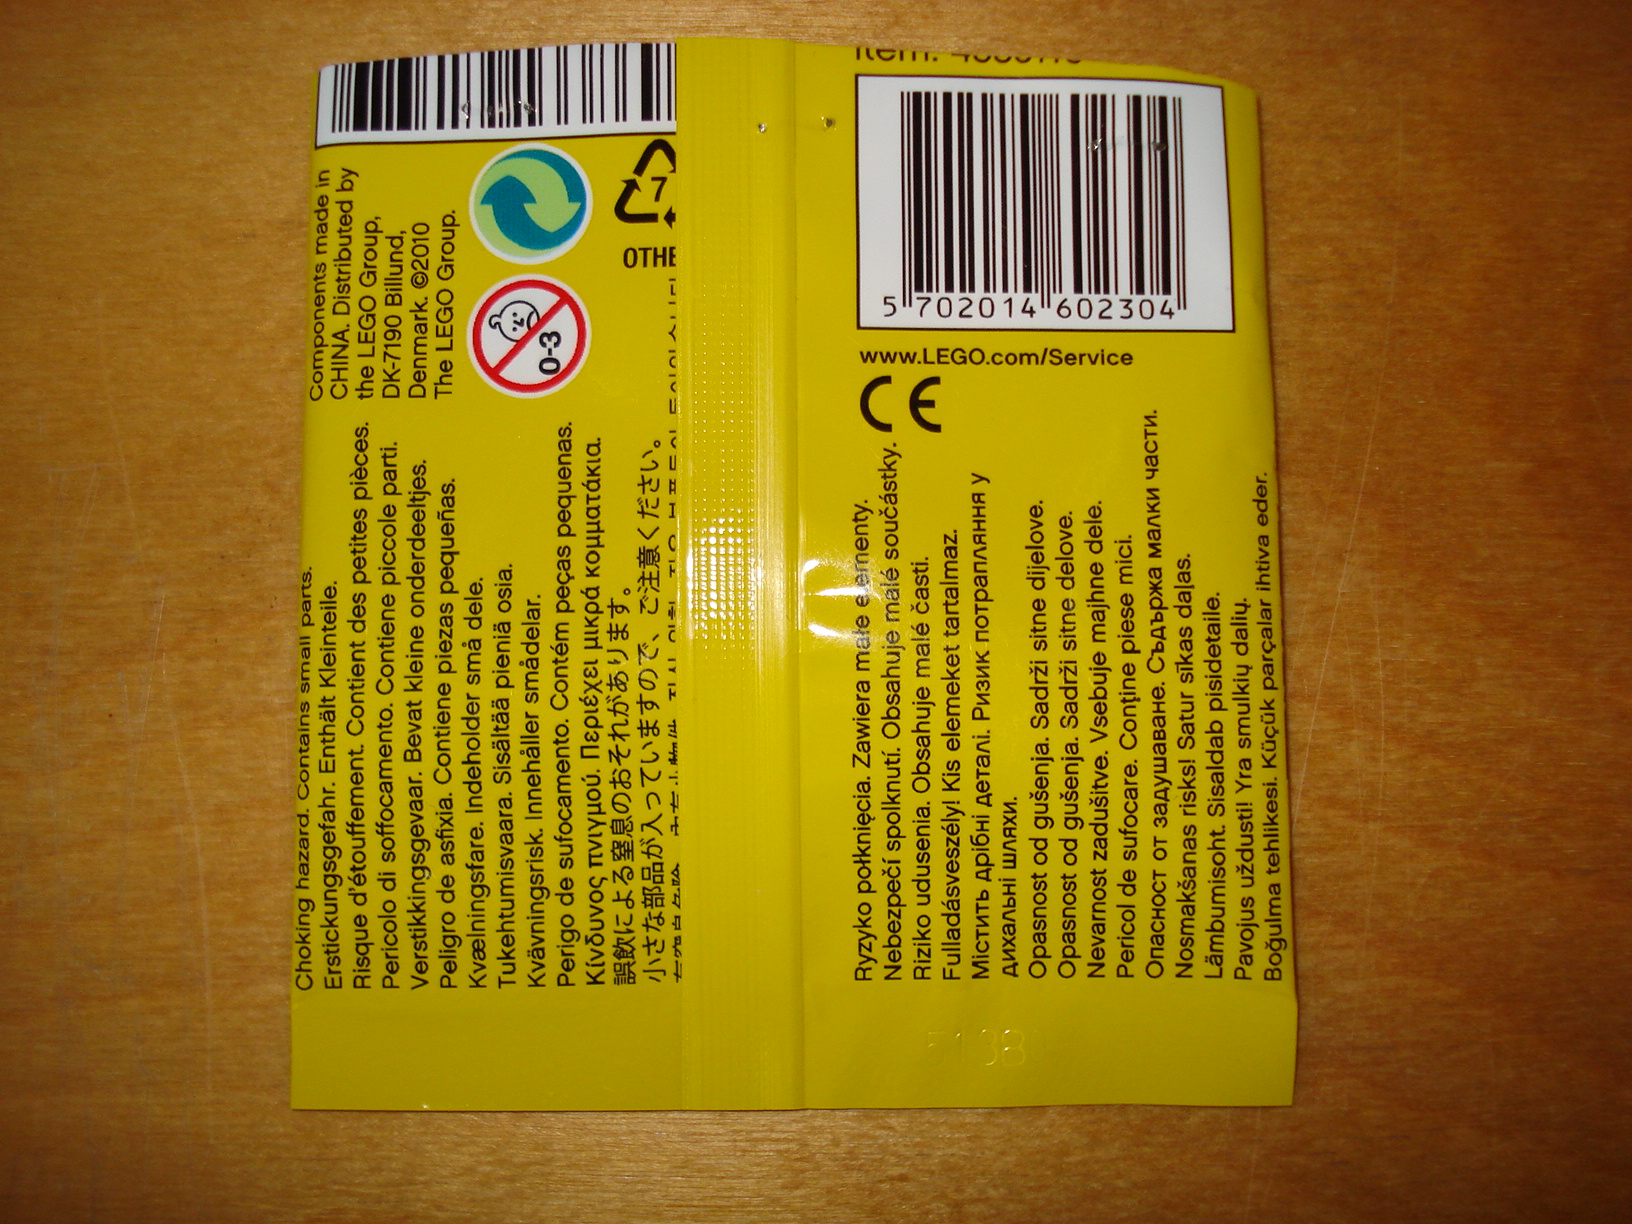 Components made in
CHINA. Distributed by
the LEGO Group,
DK-7190 Billund,
Denmark. ©2010
The LEGO Group.
0-3
7
Choking hazard. Contains small parts.
Erstickungsgefahr. Enthält Kleinteile.
Risque d'étouffement. Contient des petites pièces.
Pericolo di soffocamento. Contiene piccole parti.
Verstikkingsgevaar. Bevat kleine onderdeeltjes.
Peligro de asfixia. Contiene piezas pequeñas.
Kvælningsfare. Indeholder små dele.
Tukehtumisvaara. Sisältää pieniä osia.
Kvävningsrisk. Innehåller smådelar.
Perigo de sufocamento. Contém peças pequenas.
Κίνδυνος πνιγμού. Περιέχει μικρά κομματάκια.
誤飲による窒息のおそれがあります。
小さな部品が入っていますので、ご注意ください。
Item:
5 702014 602304
www.LEGO.com/Service
CE
Ryzyko połknięcia. Zawiera małe elementy.
Nebezpečí spolknutí. Obsahuje malé součástky.
Riziko udusenia. Obsahuje malé časti.
Fulladásveszély! Kis elemeket tartalmaz.
Містить дрібні деталі. Ризик потрапляння у
дихальні шляхи.
Opasnost od gušenja. Sadrži sitne dijelove.
Opasnost od gušenja. Sadrži sitne delove.
Nevarnost zadušitve. Vsebuje majhne dele.
Pericol de sufocare. Conţine piese mici.
Опасност от задушаване. Съдържа малки части.
Nosmakšanas risks! Satur sīkas daļas.
Lämbumisoht. Sisaldab pisidetaile.
Pavojus uždusti! Yra smulkių dalių.
Boğulma tehlikesi. Küçük parçalar ihtiva eder.